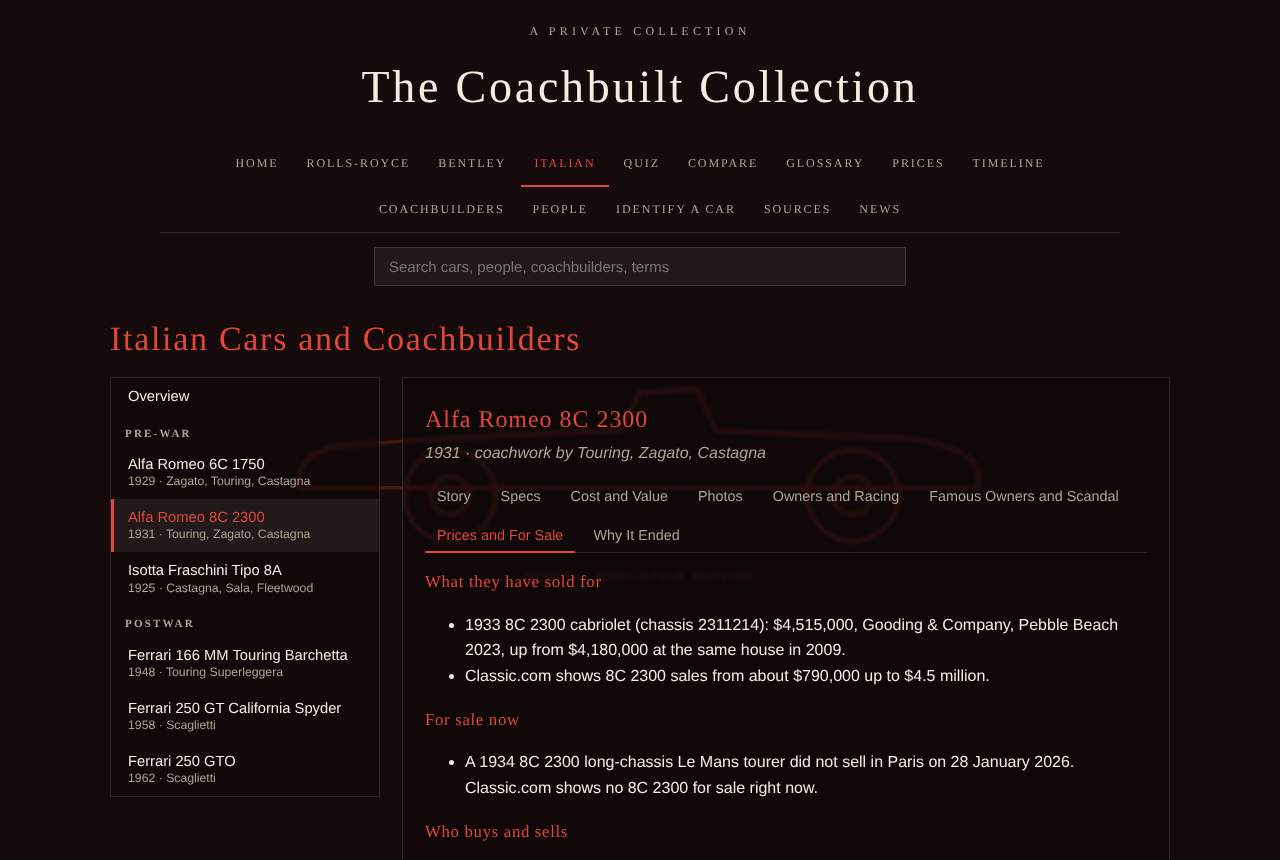 A PRIVATE COLLECTION
The Coachbuilt Collection
HOME ROLLS-ROYCE BENTLEY ITALIAN QUIZ COMPARE GLOSSARY PRICES TIMELINE
COACHBUILDERS PEOPLE IDENTIFY A CAR SOURCES NEWS
Search cars, people, coachbuilders, terms
Italian Cars and Coachbuilders
Overview
PRE-WAR
Alfa Romeo 6C 1750
1929 · Zagato, Touring, Castagna
Alfa Romeo 8C 2300
1931 · Touring, Zagato, Castagna
Isotta Fraschini Tipo 8A
1925 · Castagna, Sala, Fleetwood
POSTWAR
Ferrari 166 MM Touring Barchetta
1948 · Touring Superleggera
Ferrari 250 GT California Spyder
1958 · Scaglietti
Ferrari 250 GTO
1962 · Scaglietti
Alfa Romeo 8C 2300
1931 · coachwork by Touring, Zagato, Castagna
Story Specs Cost and Value Photos Owners and Racing Famous Owners and Scandal
Prices and For Sale Why It Ended
What they have sold for
• 1933 8C 2300 cabriolet (chassis 2311214): $4,515,000, Gooding & Company, Pebble Beach
2023, up from $4,180,000 at the same house in 2009.
• Classic.com shows 8C 2300 sales from about $790,000 up to $4.5 million.
For sale now
• A 1934 8C 2300 long-chassis Le Mans tourer did not sell in Paris on 28 January 2026.
Classic.com shows no 8C 2300 for sale right now.
Who buys and sells